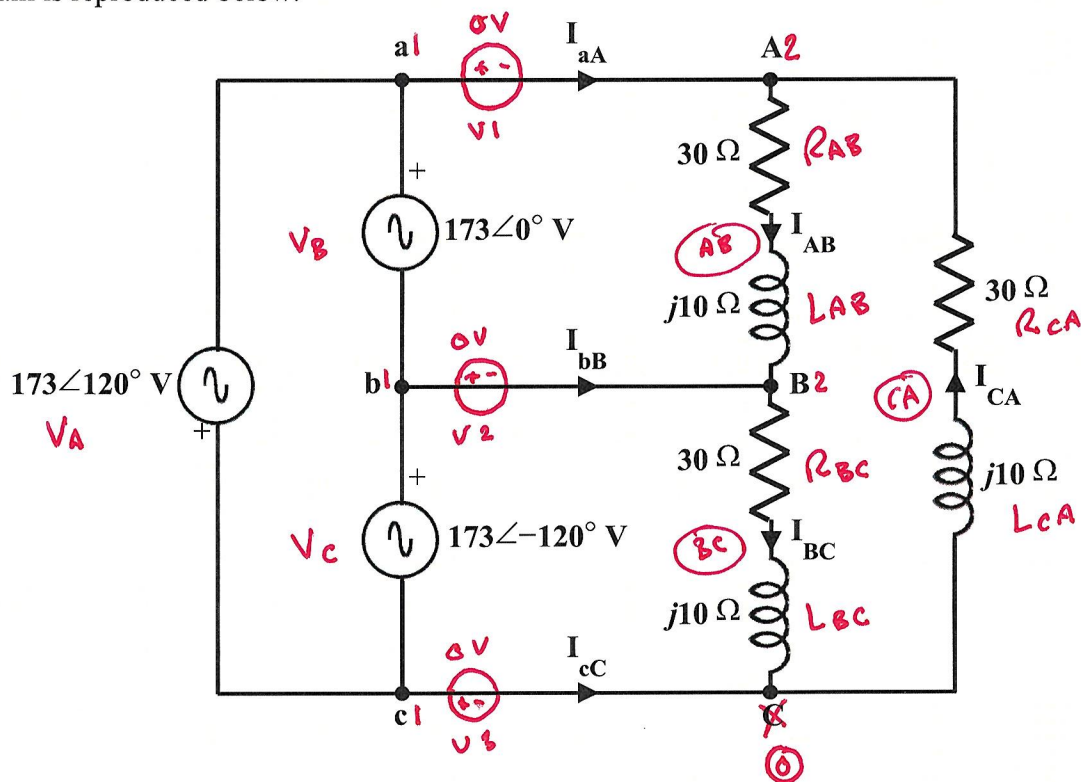 0V
a1
I aA
A2
V1
30 Ω
RAB
+
VB
173∠0° V
AB
I AB
j10 Ω
LAB
30 Ω
RCA
0V
I bB
173∠120° V
b1
B2
CA
I CA
VA
+
V2
30 Ω
RBC
j10 Ω
LCA
+
VC
173∠−120° V
BC
I BC
j10 Ω
LBC
0V
I cC
c1
V3
C
0